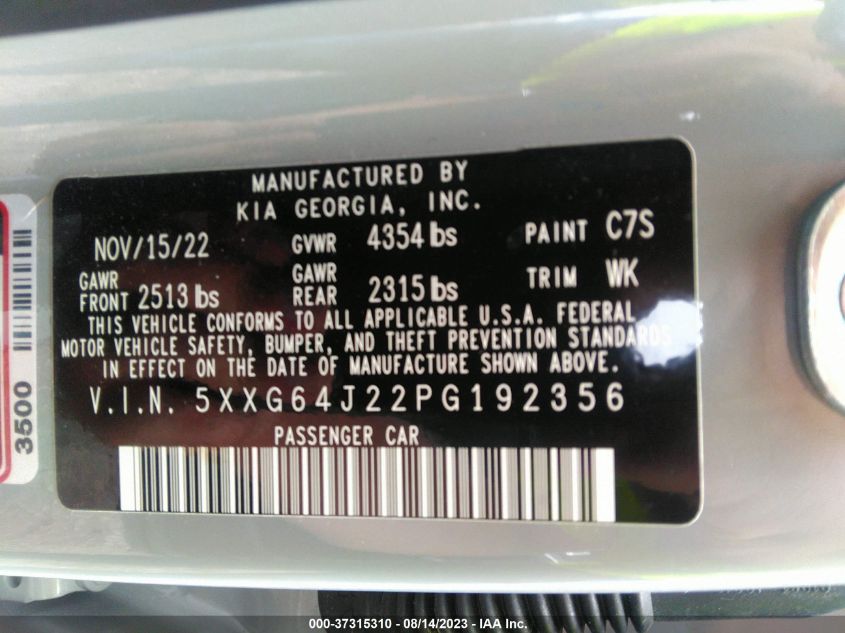 MANUFACTURED BY
KIA GEORGIA, INC.
NOV/15/22 GVWR 4354 lbs PAINT C7S
GAWR FRONT 2513 lbs GAWR REAR 2315 lbs TRIM WK
THIS VEHICLE CONFORMS TO ALL APPLICABLE U.S.A. FEDERAL
MOTOR VEHICLE SAFETY, BUMPER, AND THEFT PREVENTION STANDARDS
IN EFFECT ON THE DATE OF MANUFACTURE SHOWN ABOVE.
V.I.N. 5XXG64J22PG192356
PASSENGER CAR
3500
000-37315310 - 08/14/2023 - IAA Inc.